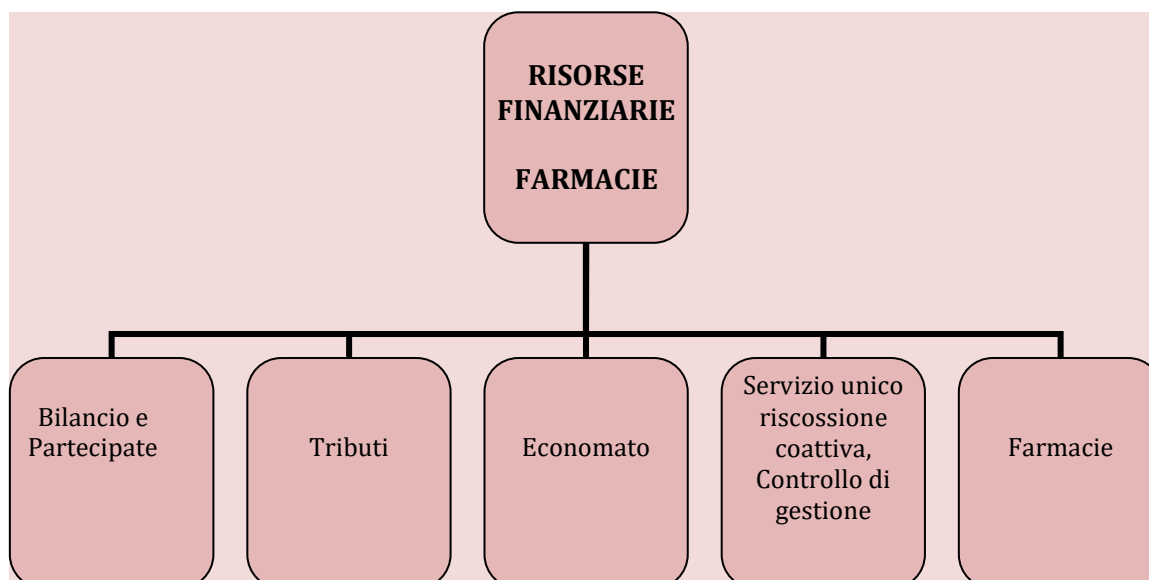 RISORSE
FINANZIARIE
FARMACIE
Bilancio e
Partecipate
Tributi
Economato
Servizio unico
riscossione
coattiva,
Controllo di
gestione
Farmacie